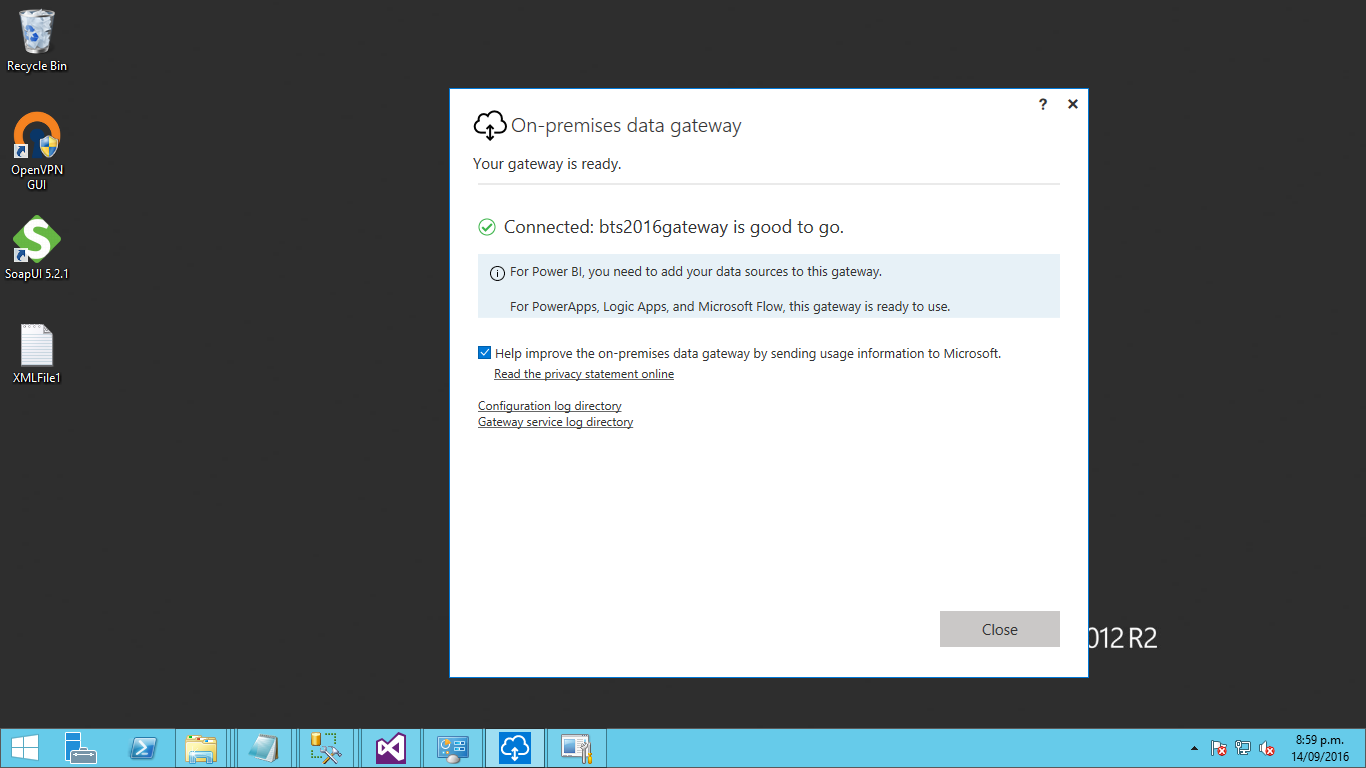 Recycle Bin
OpenVPN
GUI
SoapUI 5.2.1
XMLFile1
? ×
On-premises data gateway
Your gateway is ready.
Connected: bts2016gateway is good to go.
For Power BI, you need to add your data sources to this gateway.
For PowerApps, Logic Apps, and Microsoft Flow, this gateway is ready to use.
Help improve the on-premises data gateway by sending usage information to Microsoft.
Read the privacy statement online
Configuration log directory
Gateway service log directory
Close
012 R2
8:59 p.m.
14/09/2016